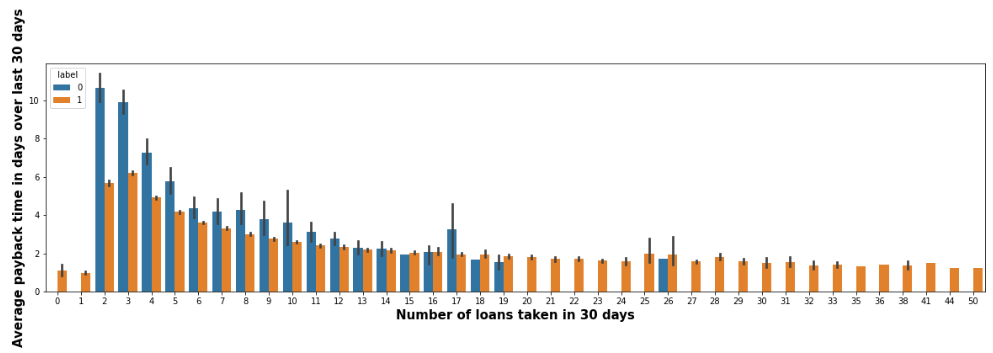 Average payback time in days over last 30 days
label
0
1
10
8
6
4
2
0
0 1 2 3 4 5 6 7 8 9 10 11 12 13 14 15 16 17 18 19 20 21 22 23 24 25 26 27 28 29 30 31 32 33 35 36 38 41 44 50
Number of loans taken in 30 days